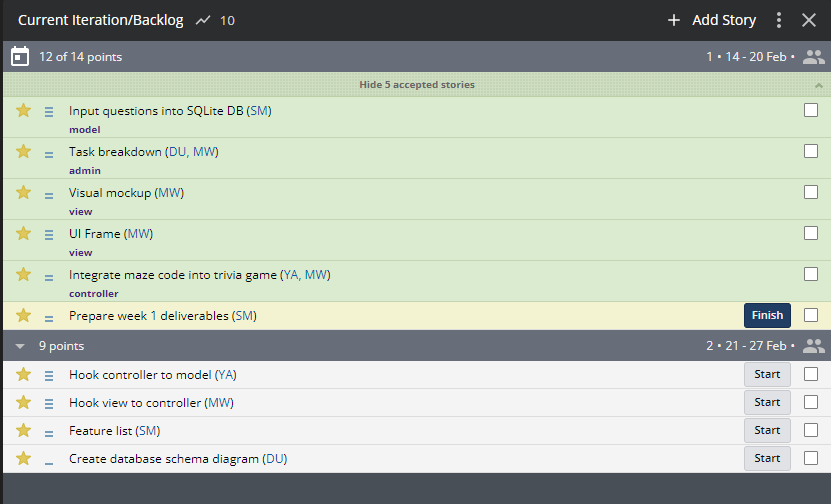 Current Iteration/Backlog 10 + Add Story
12 of 14 points 1 • 14 - 20 Feb •
Hide 5 accepted stories
Input questions into SQLite DB (SM)
model
Task breakdown (DU, MW)
admin
Visual mockup (MW)
view
UI Frame (MW)
view
Integrate maze code into trivia game (YA, MW)
controller
Prepare week 1 deliverables (SM) Finish
9 points 2 • 21 - 27 Feb •
Hook controller to model (YA) Start
Hook view to controller (MW) Start
Feature list (SM) Start
Create database schema diagram (DU) Start